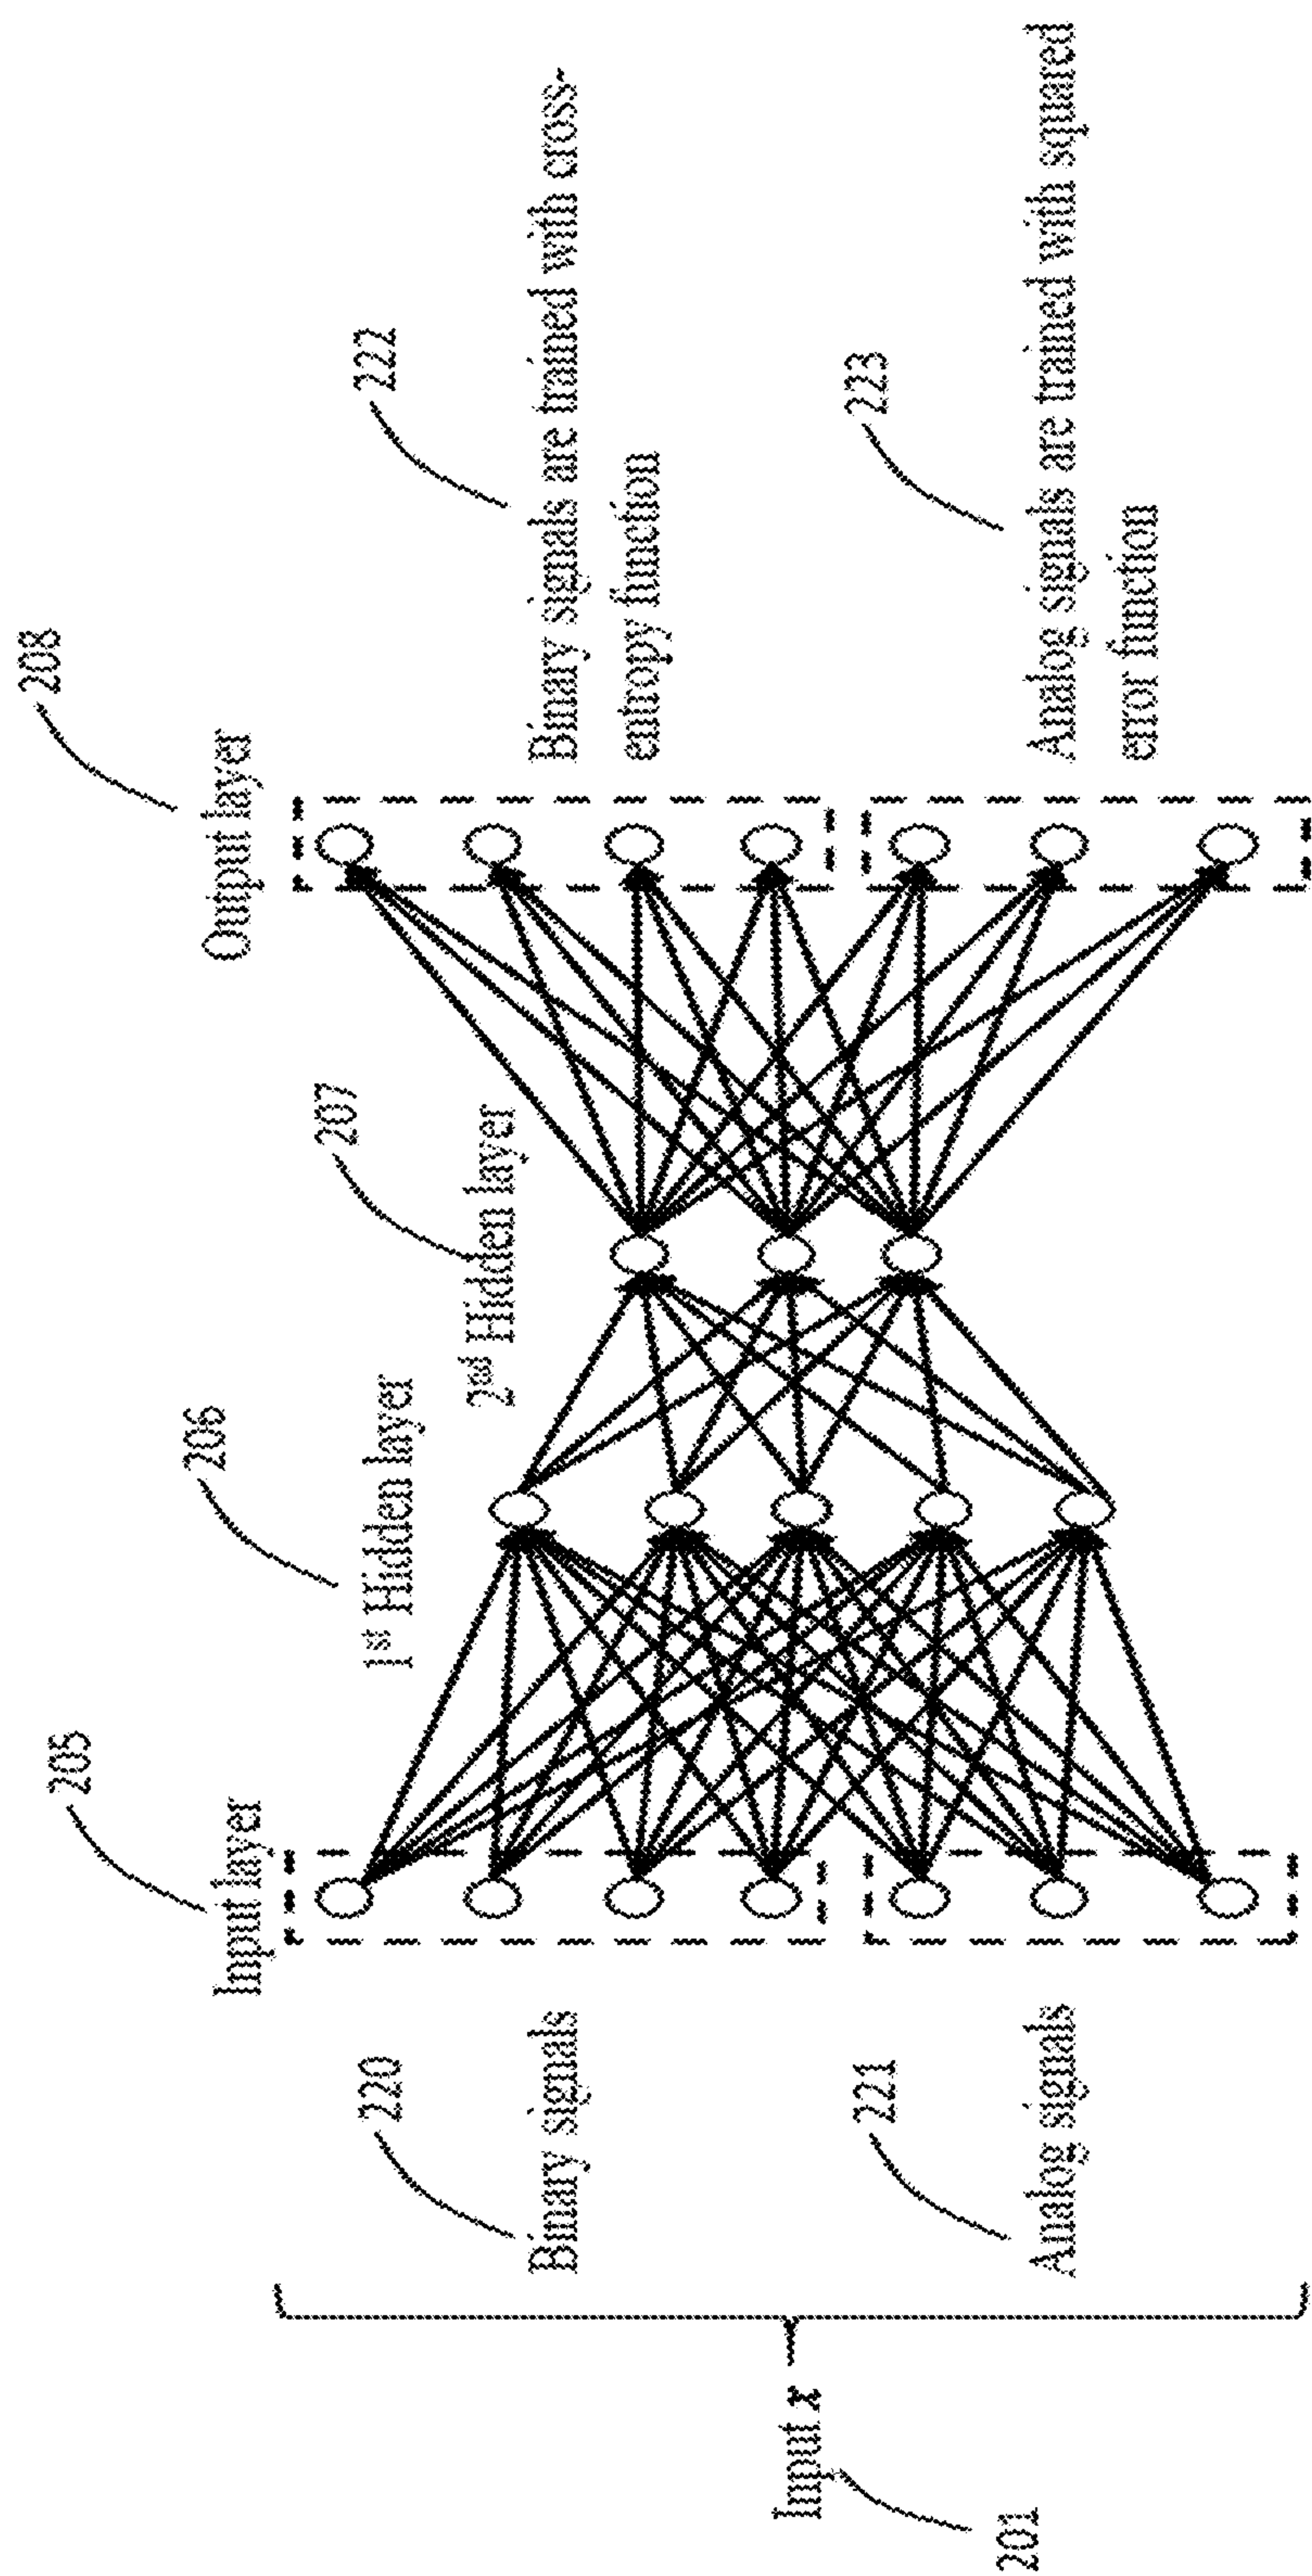 201
Input x
220
Binary signals
221
Analog signals
205
Input layer
206
1st Hidden layer
207
2nd Hidden layer
208
Output layer
222
Binary signals are trained with cross-
entropy function
223
Analog signals are trained with squared
error function